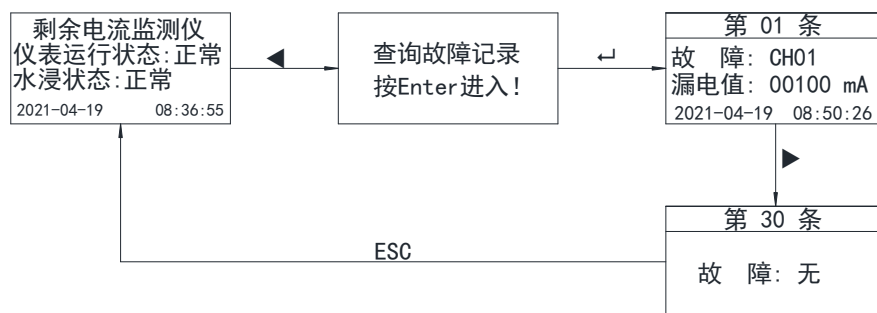 剩余电流监测仪
仪表运行状态:正常
水浸状态:正常
2021-04-19 08:36:55
◀
查询故障记录
按Enter进入!
↵
第 01 条
故 障: CH01
漏电值: 00100 mA
2021-04-19 08:50:26
▶
第 30 条
故 障: 无
ESC